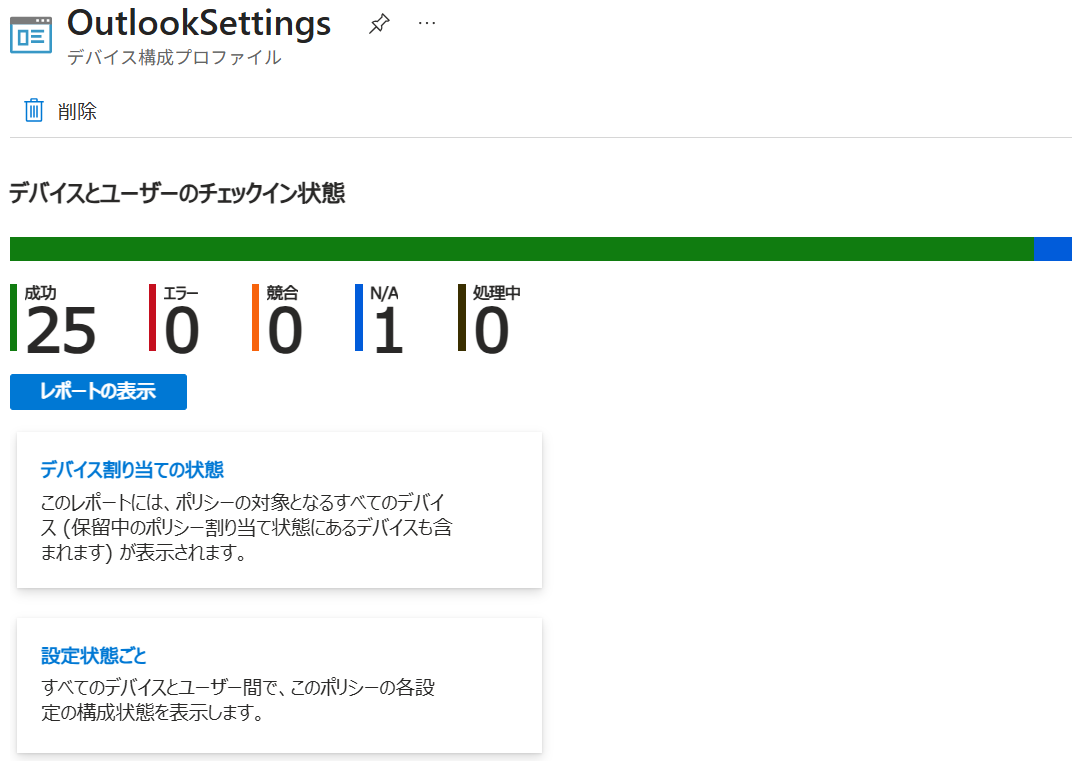 OutlookSettings
デバイス構成プロファイル
削除
デバイスとユーザーのチェックイン状態
成功 エラー 競合 N/A 処理中
25 0 0 1 0
レポートの表示
デバイス割り当ての状態
このレポートには、ポリシーの対象となるすべてのデバイ
ス (保留中のポリシー割り当て状態にあるデバイスも含
まれます) が表示されます。
設定状態ごと
すべてのデバイスとユーザー間で、このポリシーの各設
定の構成状態を表示します。